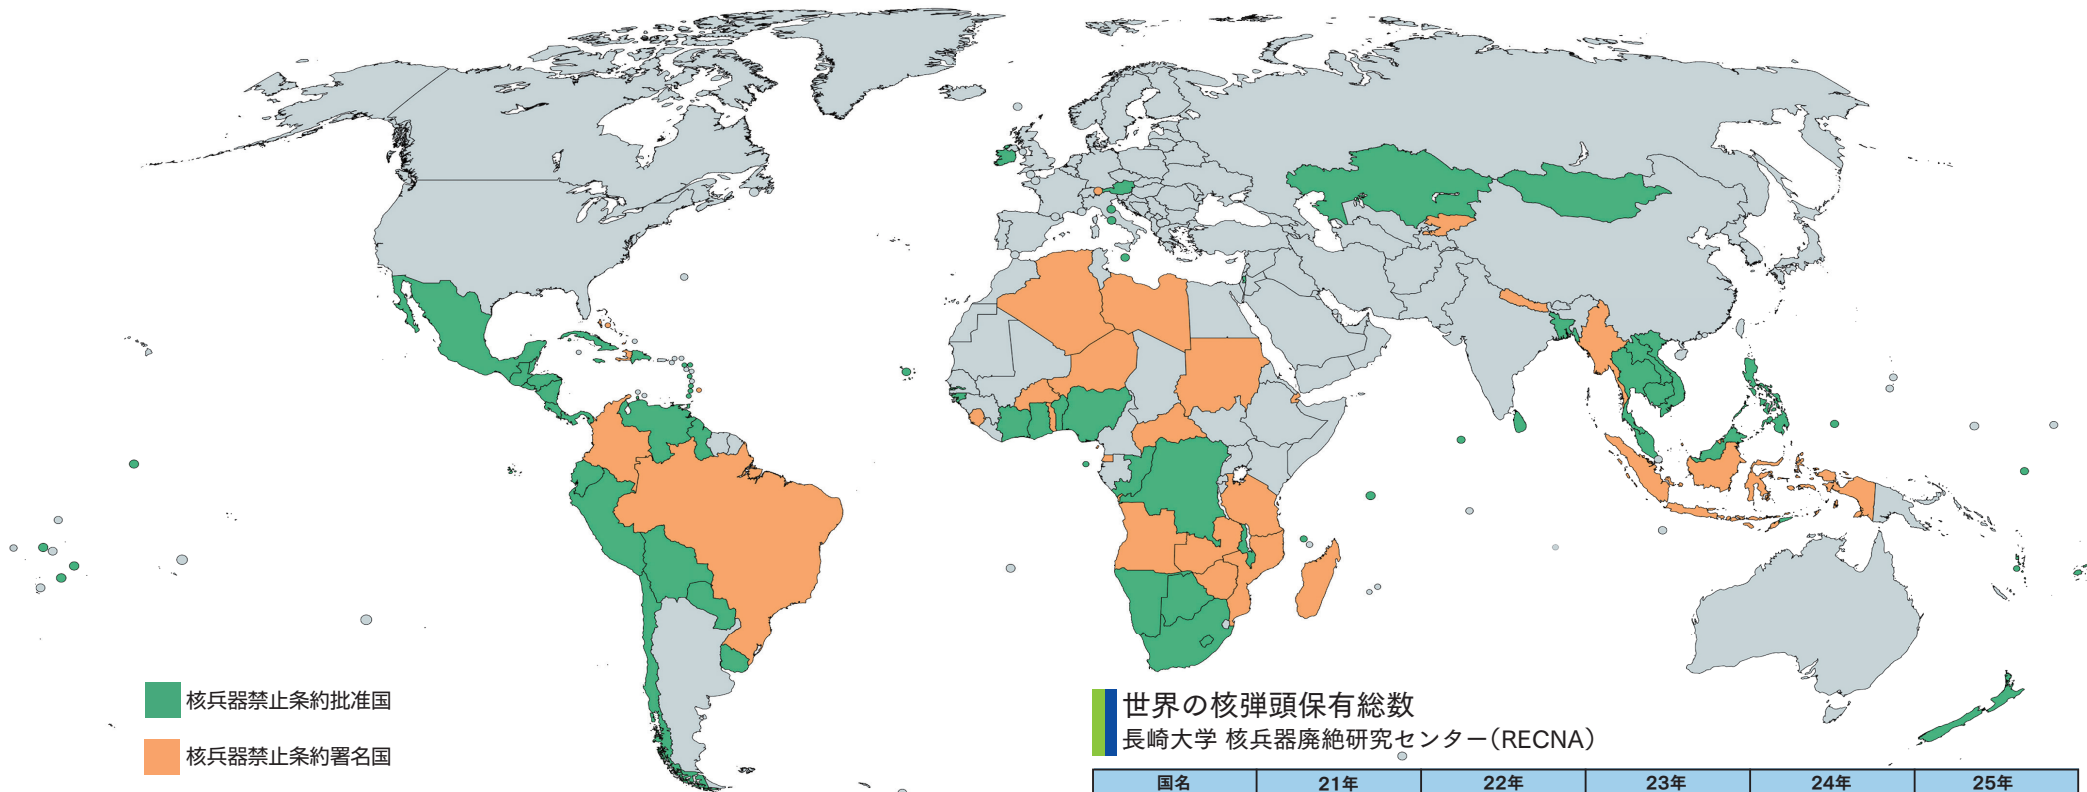 核兵器禁止条約批准国
核兵器禁止条約署名国
世界の核弾頭保有総数
長崎大学 核兵器廃絶研究センター(RECNA)
国名 21年 22年 23年 24年 25年